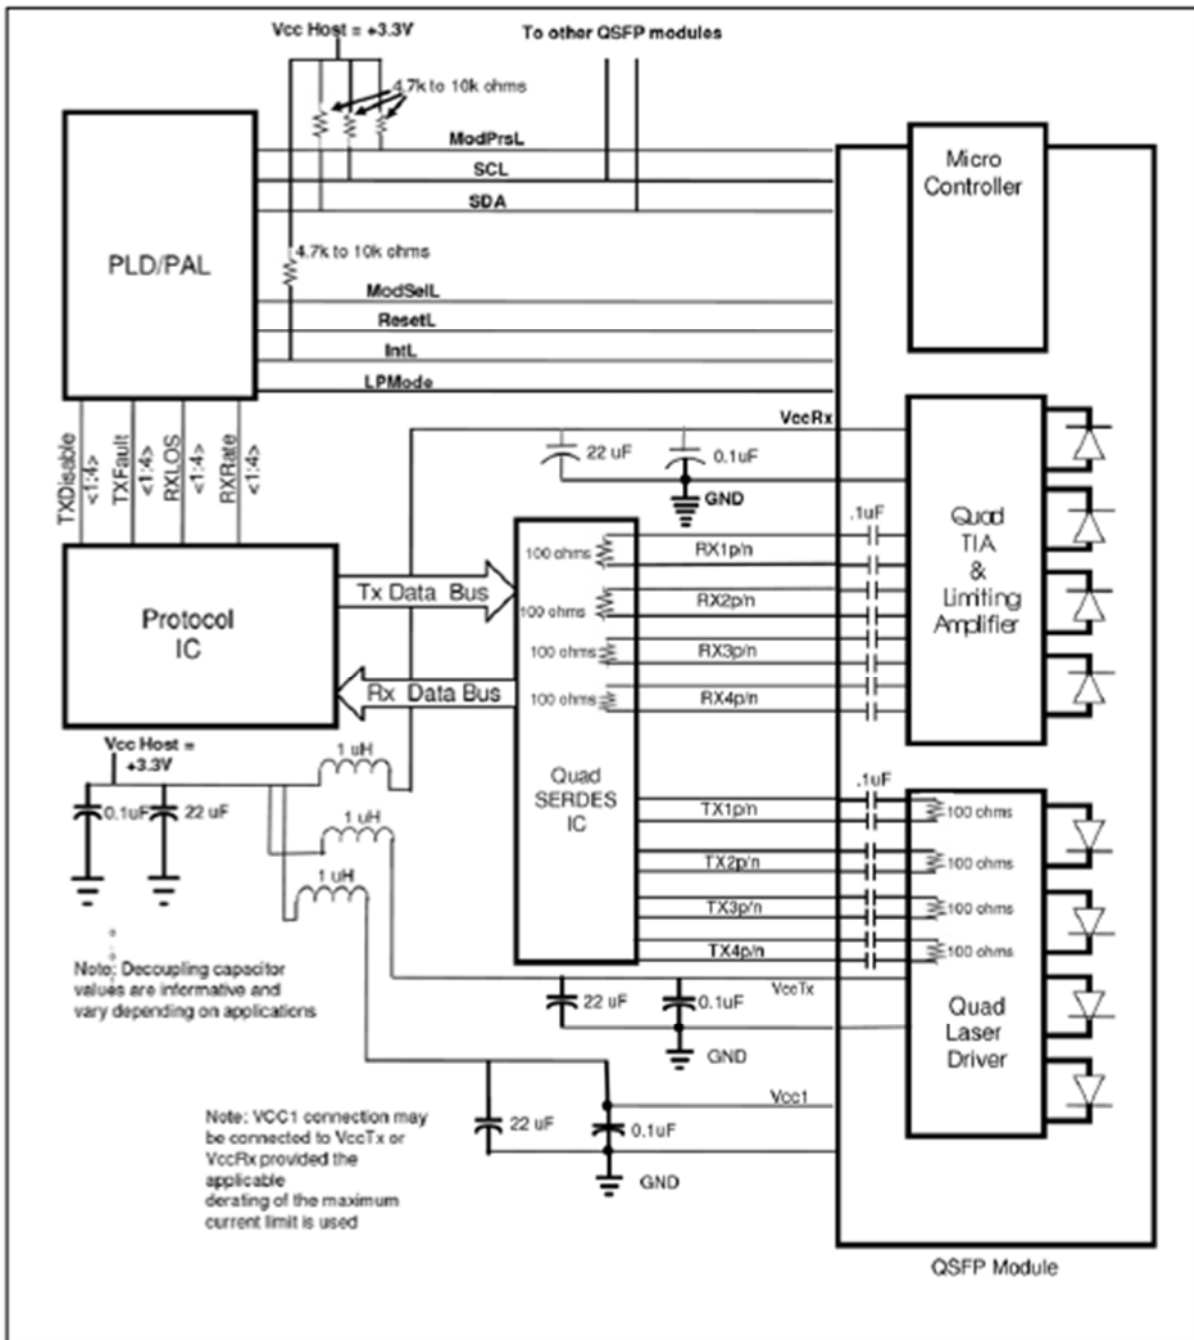 Vcc Host = +3.3V
To other QSFP modules
4.7k to 10k ohms
ModPrsL
SCL
SDA
4.7k to 10k ohms
ModSelL
ResetL
IntL
LPMode
PLD/PAL
Micro
Controller
TXDisable
<1:4>
TXFault
<1:4>
RXLOS
<1:4>
RXRate
<1:4>
VccRx
22 uF
0.1uF
GND
.1uF
Quad
TIA
&
Limiting
Amplifier
Protocol
IC
Tx Data Bus
Rx Data Bus
100 ohms
100 ohms
100 ohms
100 ohms
RX1p/n
RX2p/n
RX3p/n
RX4p/n
Quad
SERDES
IC
Vcc Host =
+3.3V
0.1uF
22 uF
1 uH
1 uH
1 uH
.1uF
TX1p/n
TX2p/n
TX3p/n
TX4p/n
100 ohms
100 ohms
100 ohms
100 ohms
Quad
Laser
Driver
Note: Decoupling capacitor
values are informative and
vary depending on applications
VccTx
22 uF
0.1uF
GND
Vcc1
22 uF
0.1uF
GND
Note: VCC1 connection may
be connected to VccTx or
VccRx provided the
applicable
derating of the maximum
current limit is used
QSFP Module